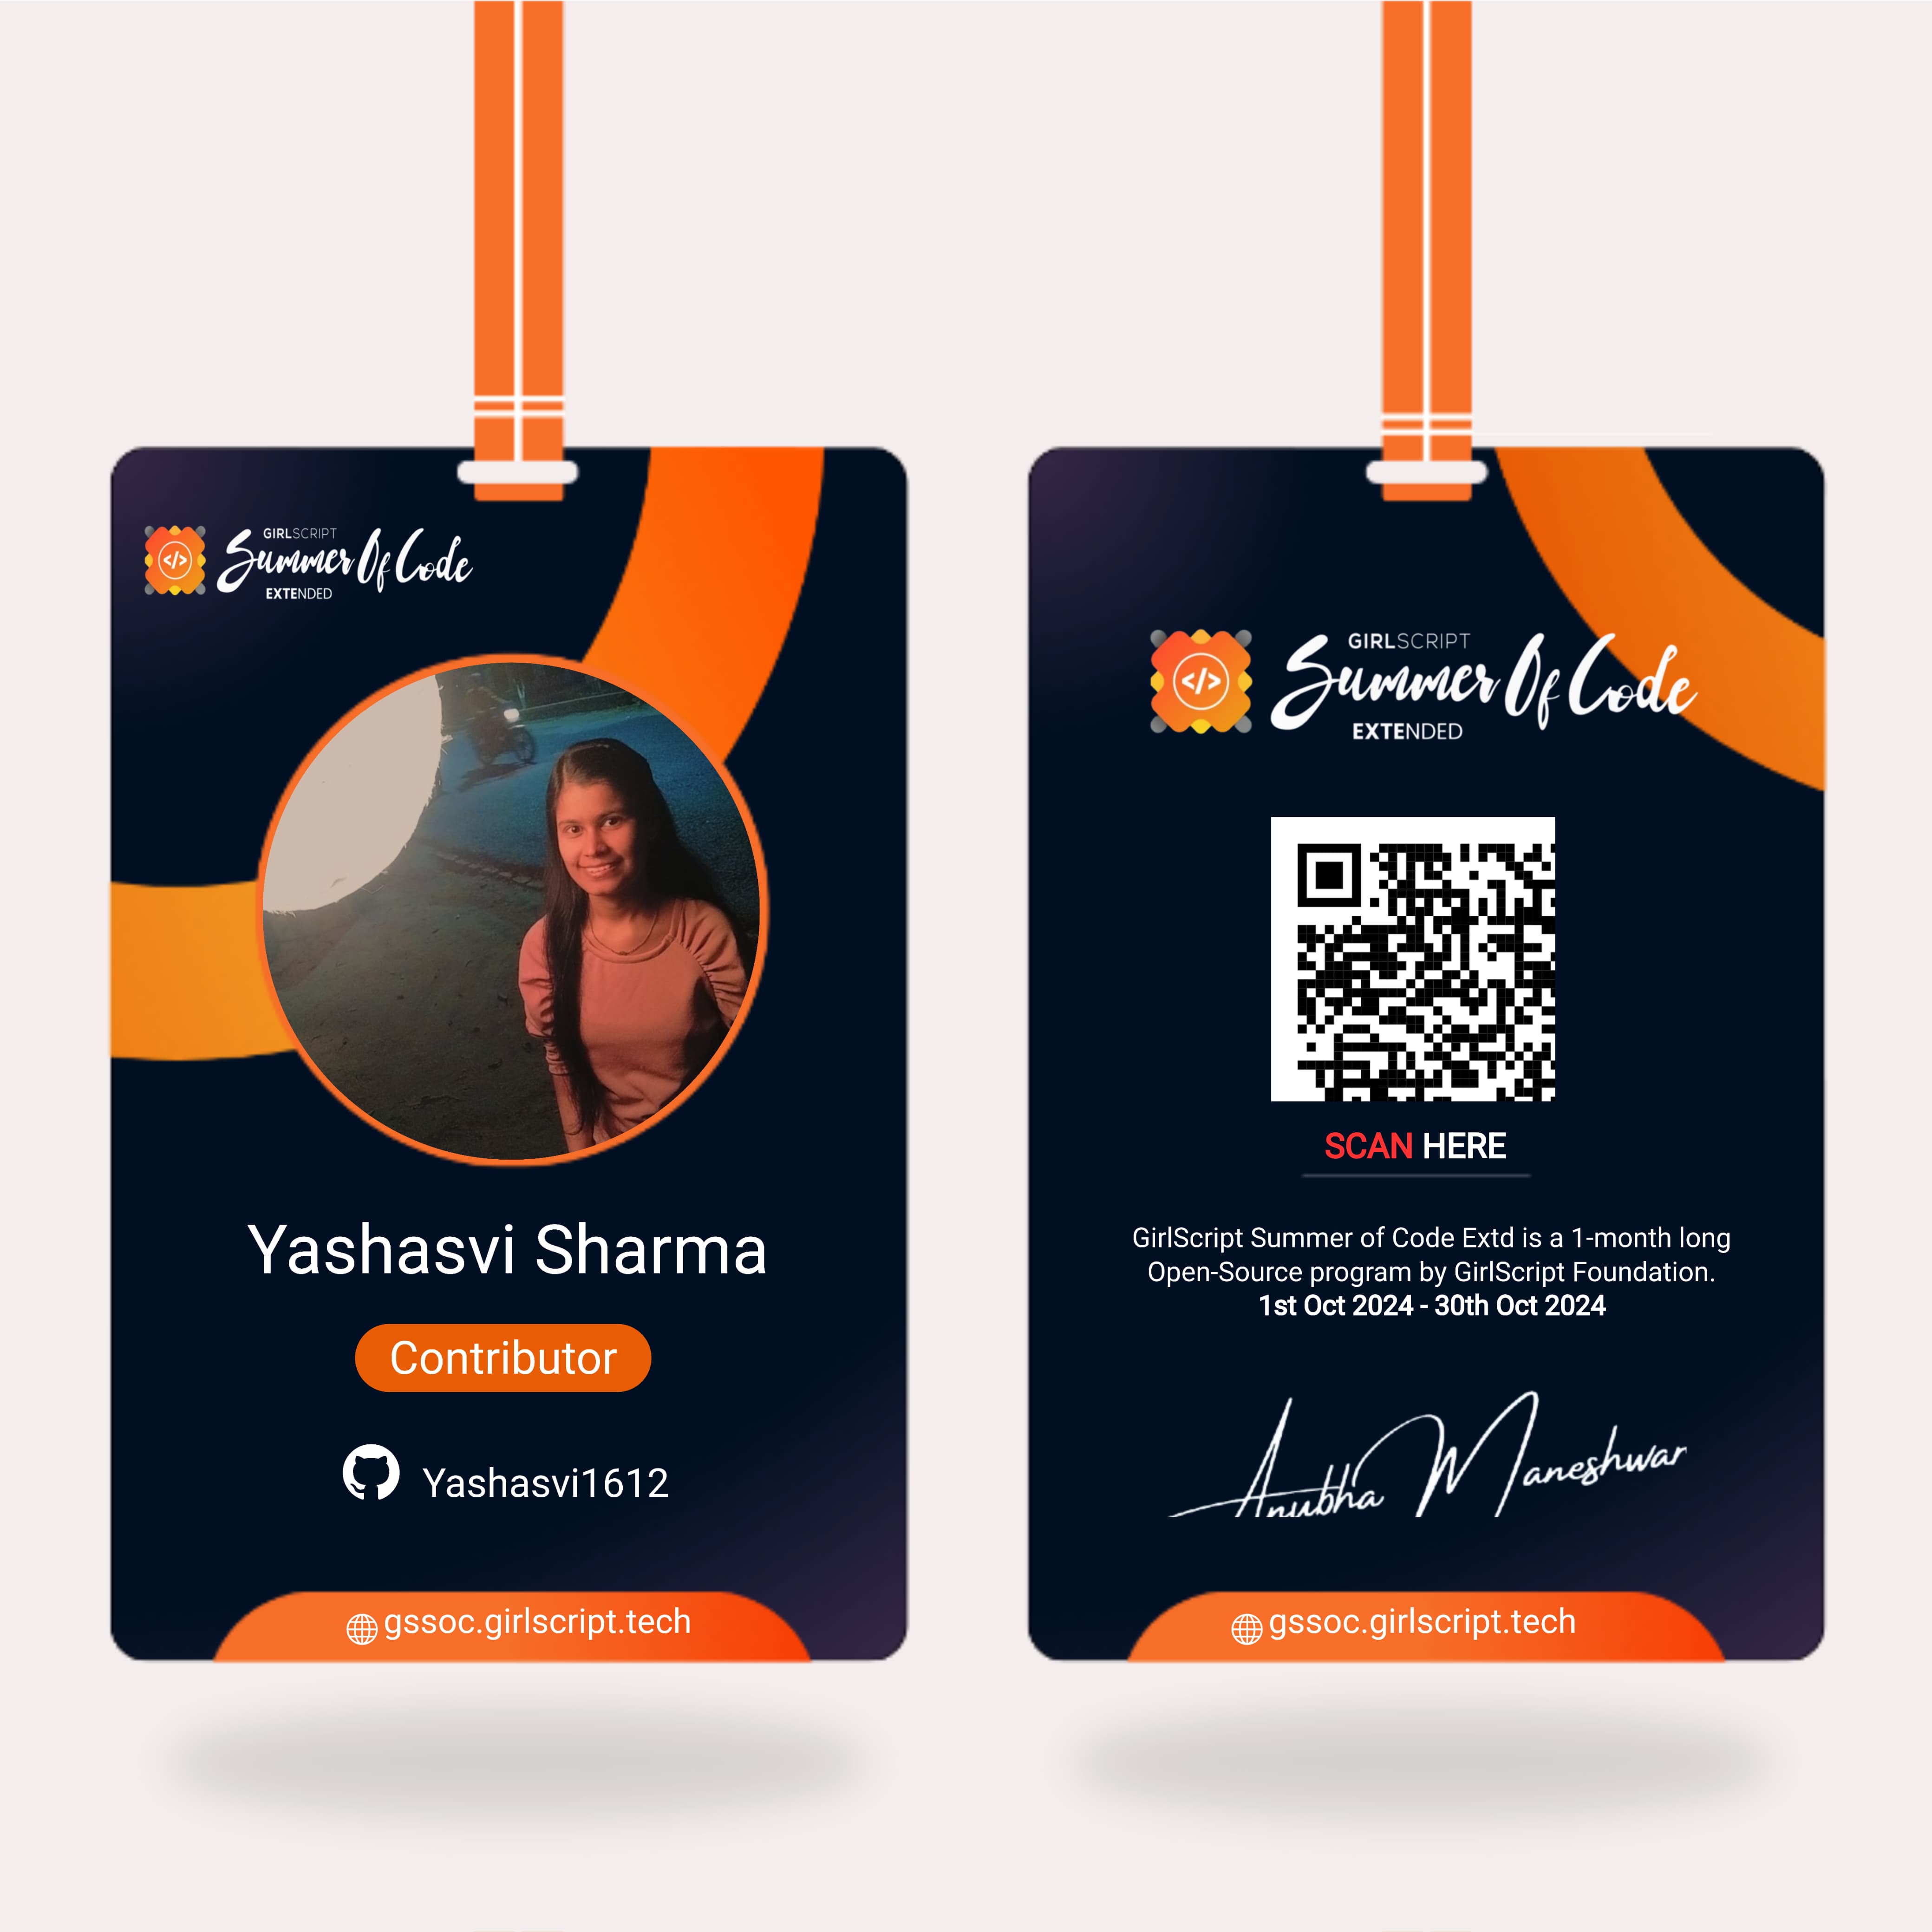 GIRLSCRIPT
Summer Of Code
EXTENDED
Yashasvi Sharma
Contributor
Yashasvi1612
gssoc.girlscript.tech
GIRLSCRIPT
</>
Summer Of Code
EXTENDED
SCAN HERE
GirlScript Summer of Code Extd is a 1-month long
Open-Source program by GirlScript Foundation.
1st Oct 2024 - 30th Oct 2024
Anubha Maneshwar
gssoc.girlscript.tech